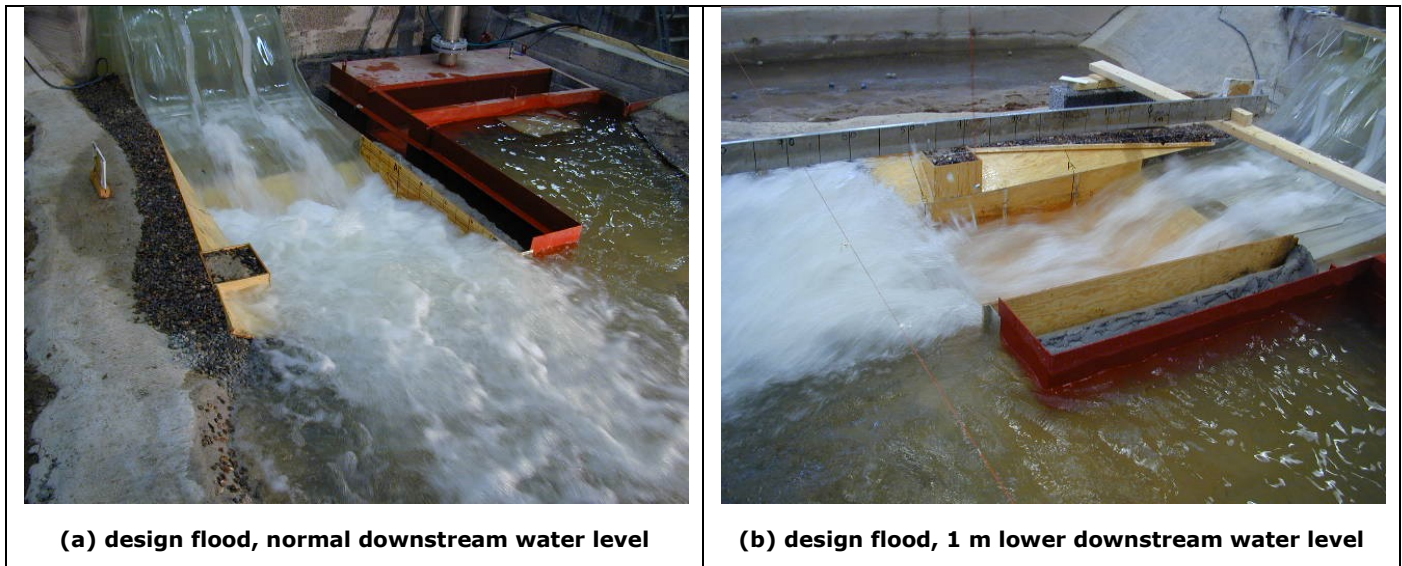 (a) design flood, normal downstream water level
(b) design flood, 1 m lower downstream water level